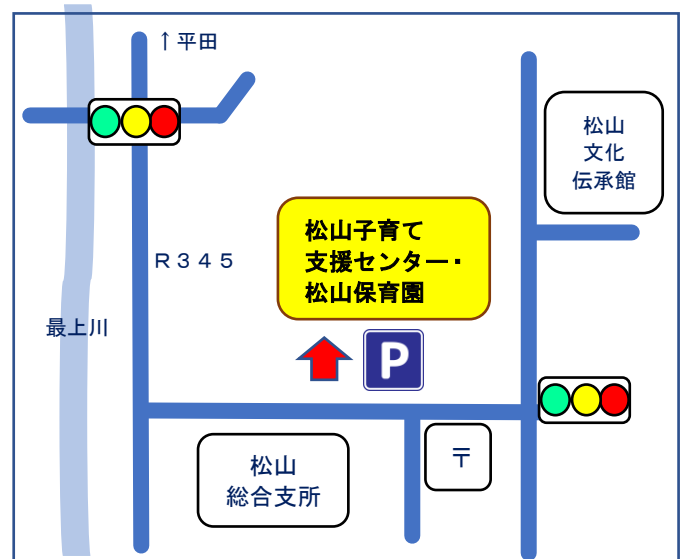 ↑平田
松山
文化
伝承館
松山子育て
支援センター・
松山保育園
R345
最上川
P
松山
総合支所
〒